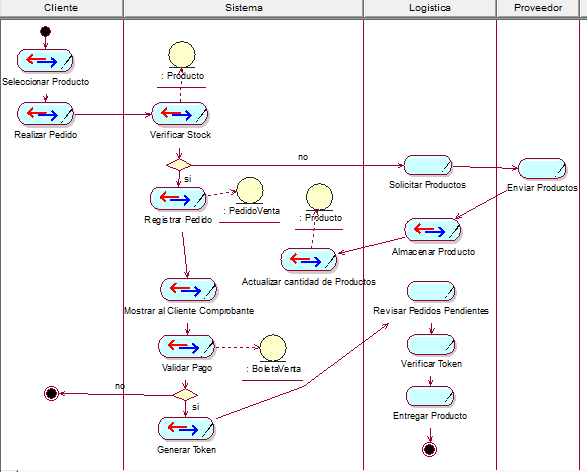 Cliente
Sistema
Logistica
Proveedor
: Producto
Seleccionar Producto
Realizar Pedido
Verificar Stock
no
si
Solicitar Productos
Enviar Productos
Registrar Pedido
: PedidoVenta
: Producto
Almacenar Producto
Actualizar cantidad de Productos
Mostrar al Cliente Comprobante
Revisar Pedidos Pendientes
Validar Pago
: BoletaVenta
Verificar Token
no
si
Entregar Producto
Generar Token